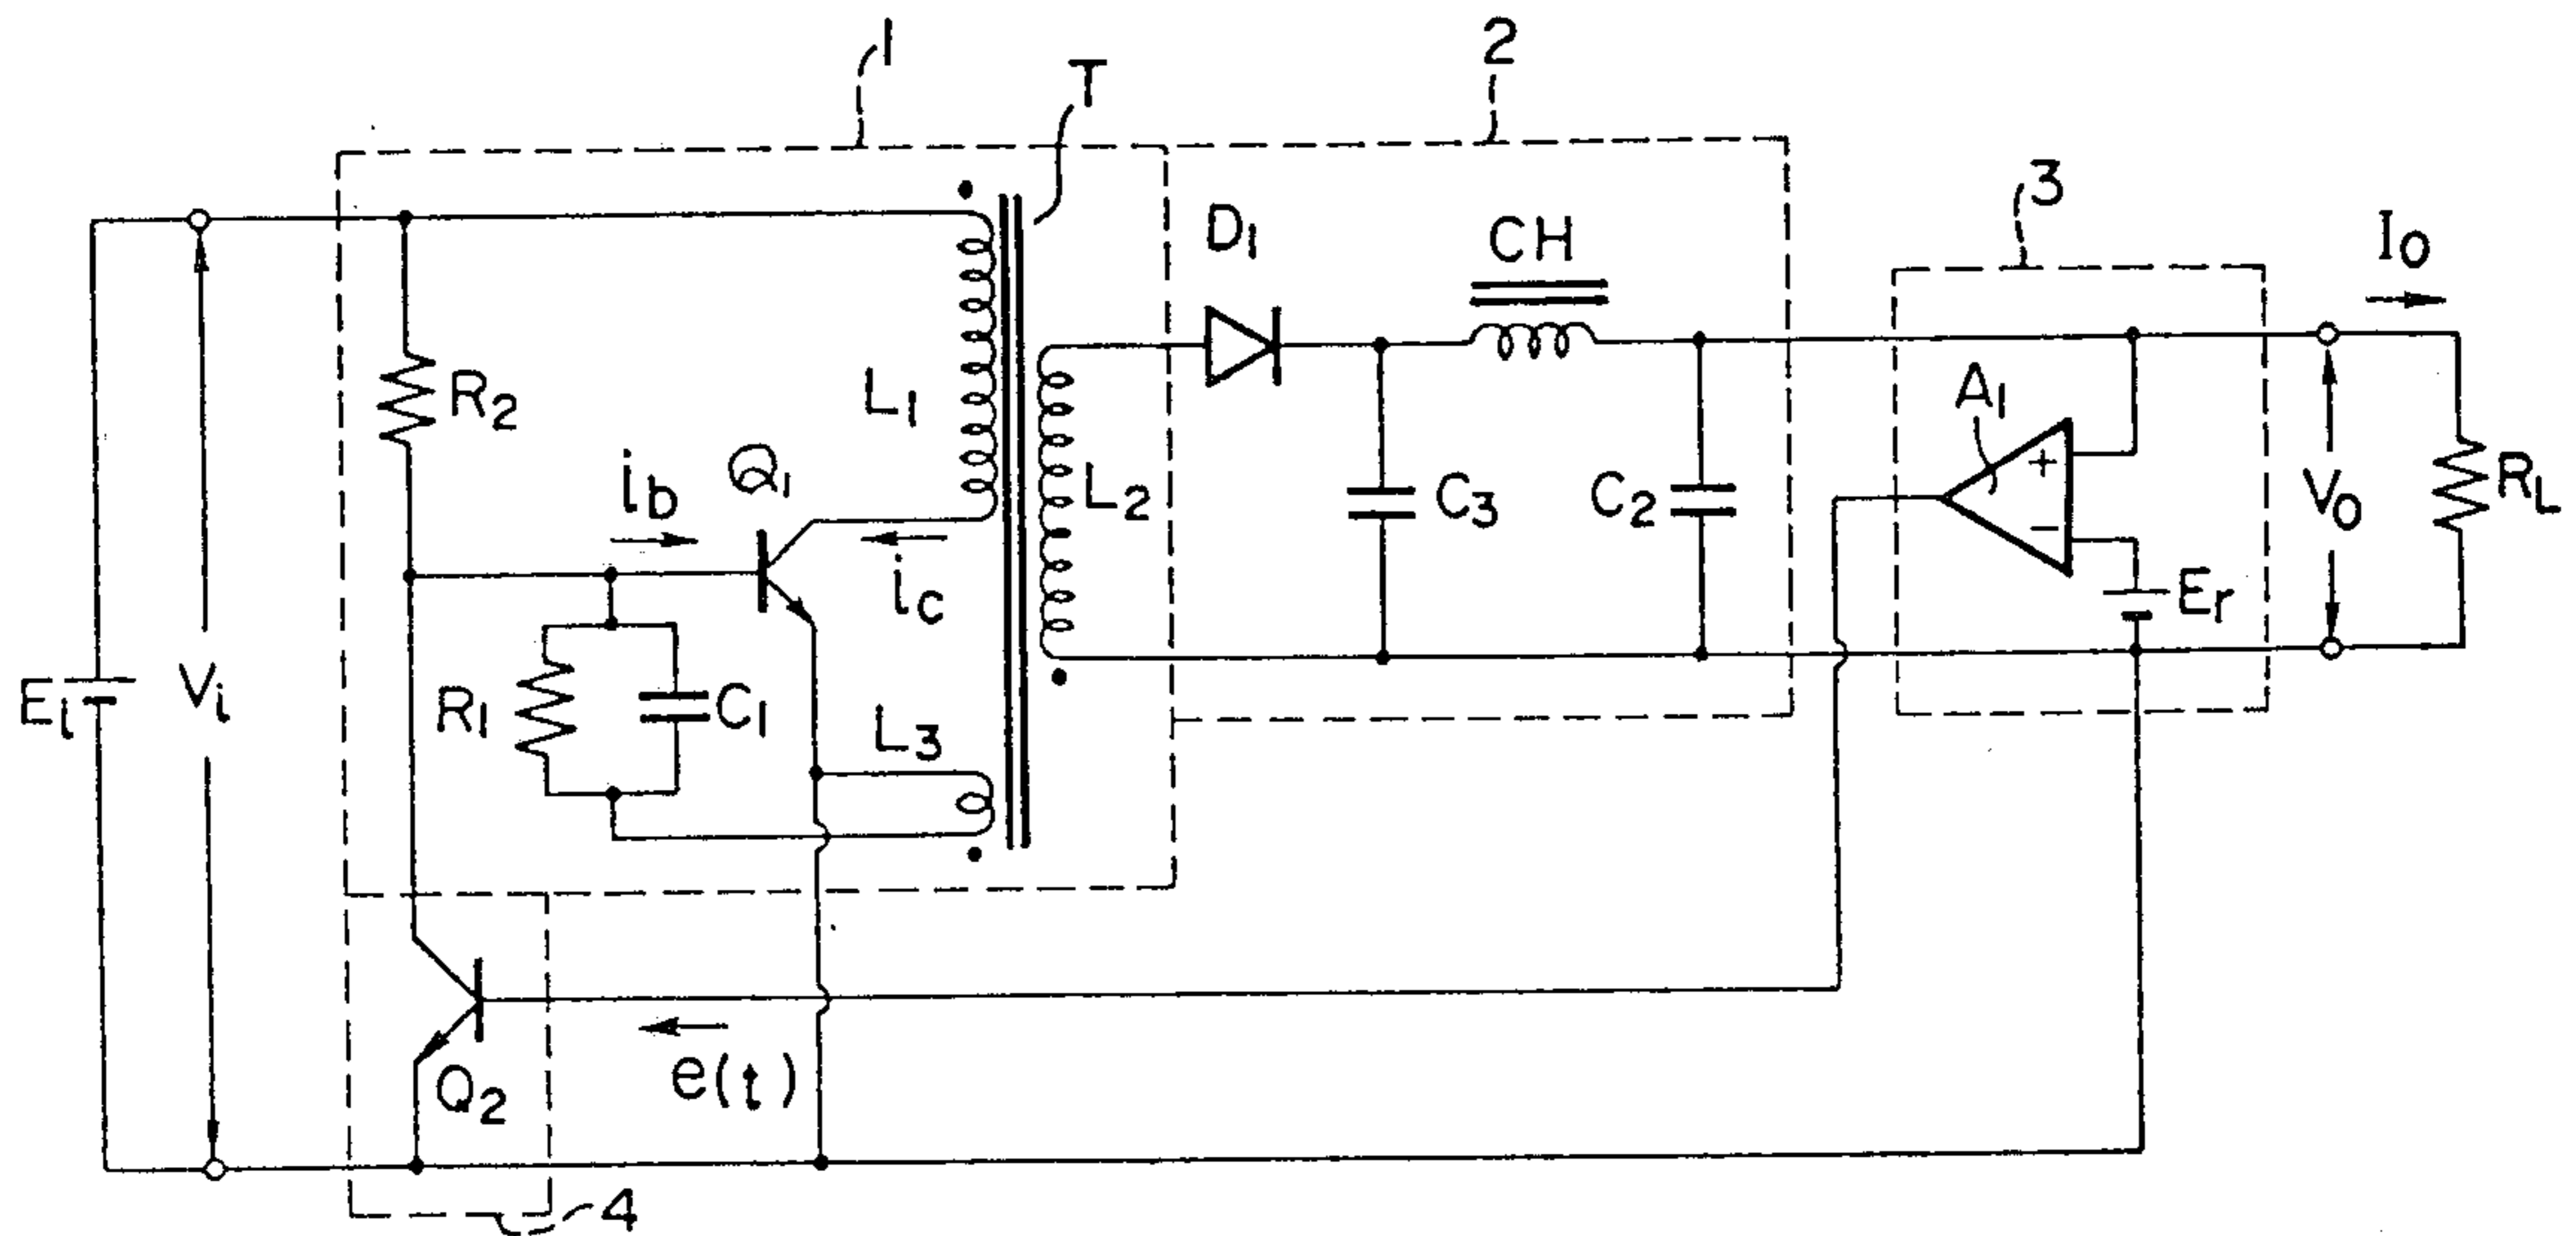 1
2
T
3
D1
CH
IO
R2
L1
A1
ib
Q1
L2
C3
C2
+
VO
RL
ic
−
Er
Ei
Vi
R1
C1
L3
e(t)
Q2
4